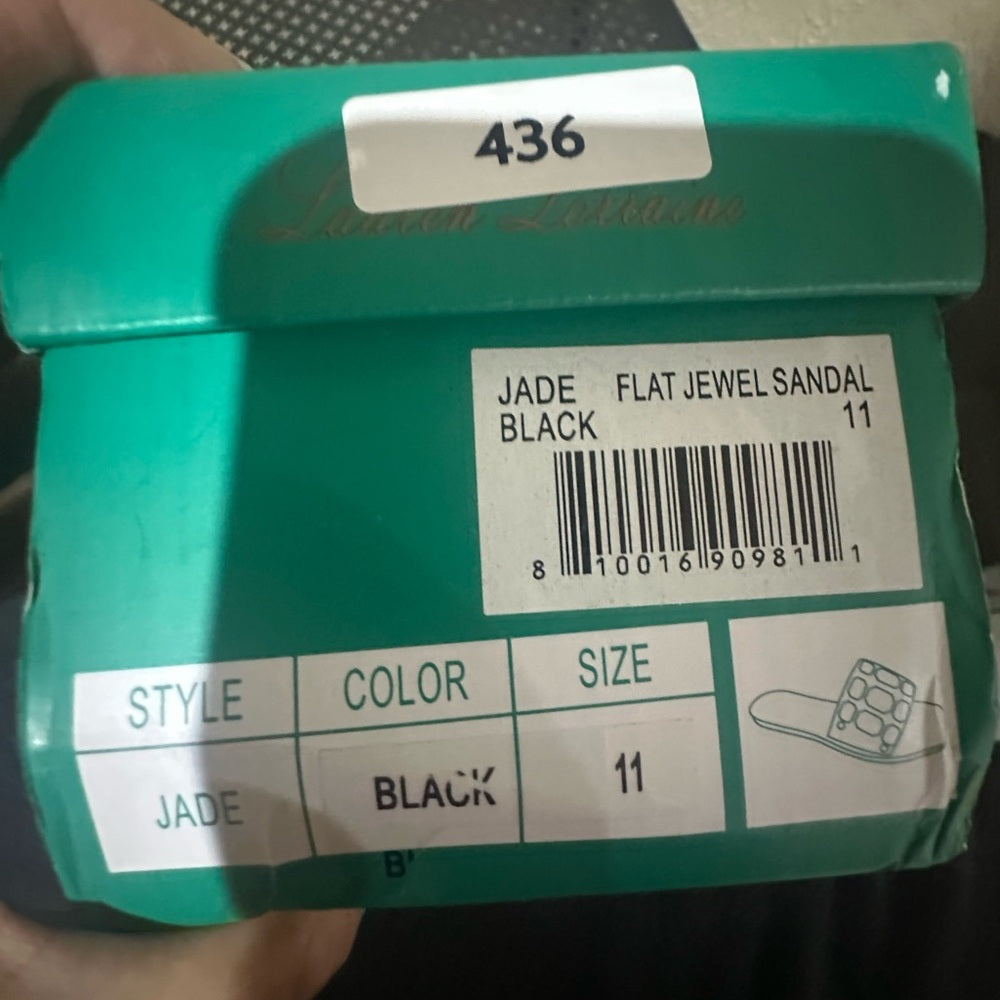 436
Lauren Lorraine
JADE FLAT JEWEL SANDAL
BLACK 11
8 10016 90981 1
STYLE COLOR SIZE
JADE BLACK 11
B